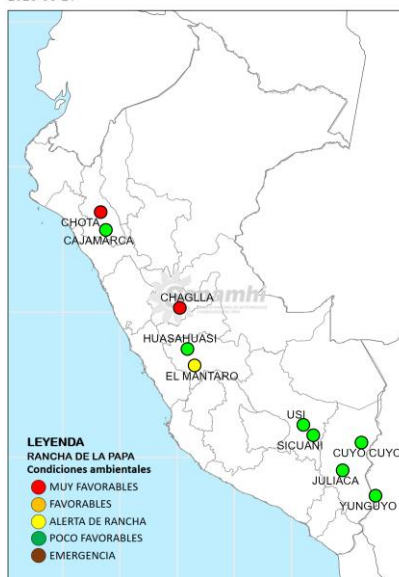 CHOTA
CAJAMARCA
Senamhi
CHAGLLA
HUASAHUASI
EL MANTARO
USI
SICUANI
CUYO CUYO
JULIACA
YUNGUYO
LEYENDA
RANCHA DE LA PAPA
Condiciones ambientales
MUY FAVORABLES
FAVORABLES
ALERTA DE RANCHA
POCO FAVORABLES
EMERGENCIA